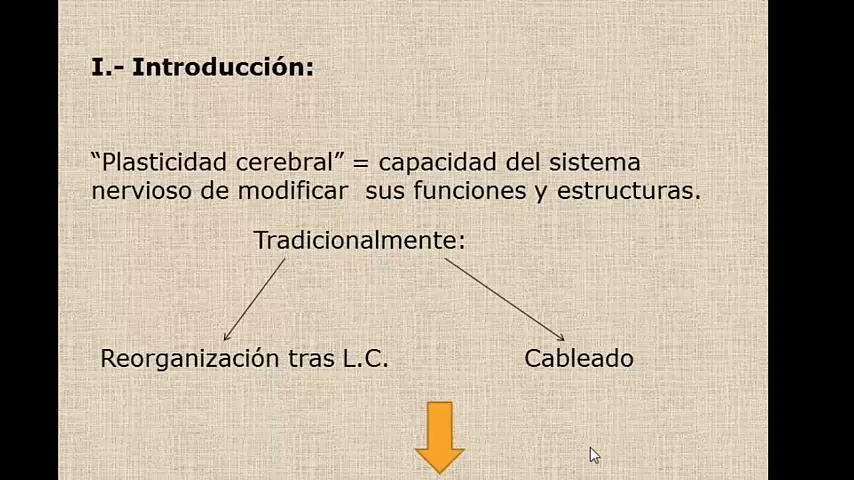 I.- Introducción:
“Plasticidad cerebral” = capacidad del sistema
nervioso de modificar sus funciones y estructuras.
Tradicionalmente:
Reorganización tras L.C.
Cableado